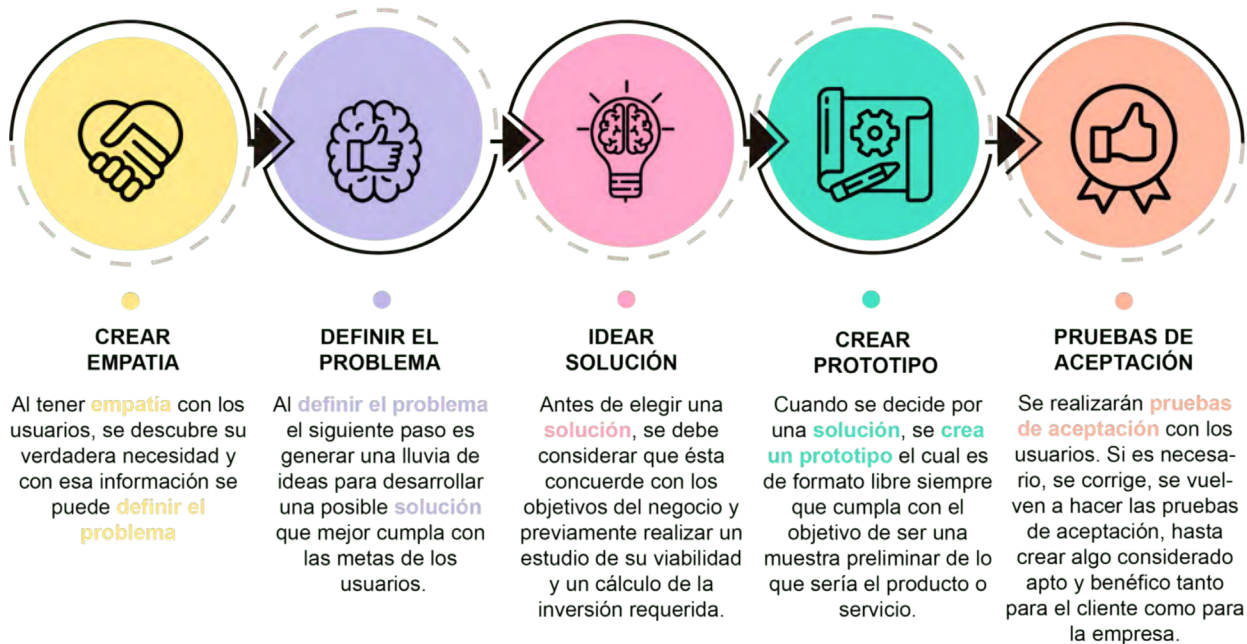 CREAR
EMPATIA
Al tener empatía con los
usuarios, se descubre su
verdadera necesidad y
con esa información se
puede definir el
problema
DEFINIR EL
PROBLEMA
Al definir el problema
el siguiente paso es
generar una lluvia de
ideas para desarrollar
una posible solución
que mejor cumpla con
las metas de los
usuarios.
IDEAR
SOLUCIÓN
Antes de elegir una
solución, se debe
considerar que ésta
concuerde con los
objetivos del negocio y
previamente realizar un
estudio de su viabilidad
y un cálculo de la
inversión requerida.
CREAR
PROTOTIPO
Cuando se decide por
una solución, se crea
un prototipo el cual es
de formato libre siempre
que cumpla con el
objetivo de ser una
muestra preliminar de lo
que sería el producto o
servicio.
PRUEBAS DE
ACEPTACIÓN
Se realizarán pruebas
de aceptación con los
usuarios. Si es necesa-
rio, se corrige, se vuel-
ven a hacer las pruebas
de aceptación, hasta
crear algo considerado
apto y benéfico tanto
para el cliente como para
la empresa.